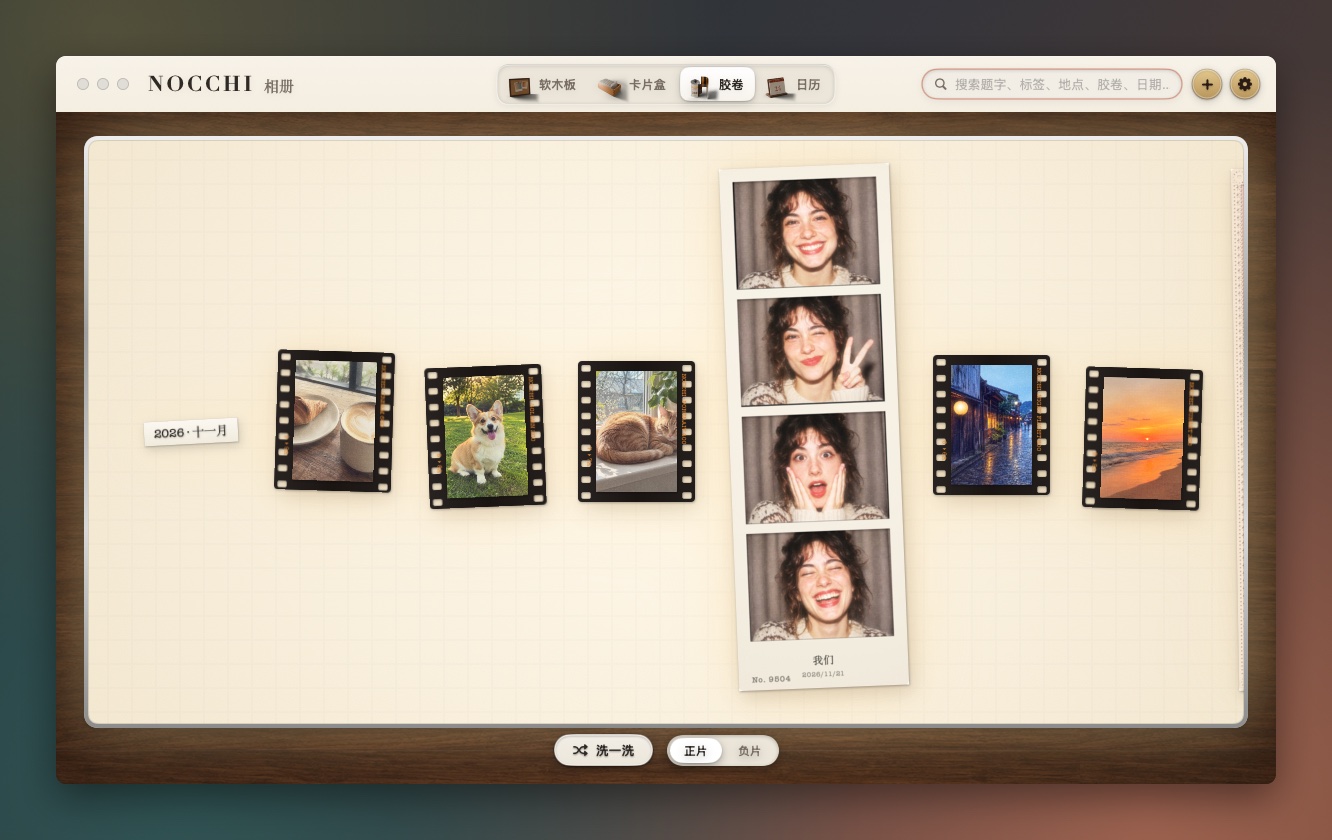 NOCCHI 相册
软木板
卡片盒
胶卷
日历
搜索题字、标签、地点、胶卷、日期..
2026·十一月
我们
No. 9804 2026/11/21
洗一洗
正片
负片